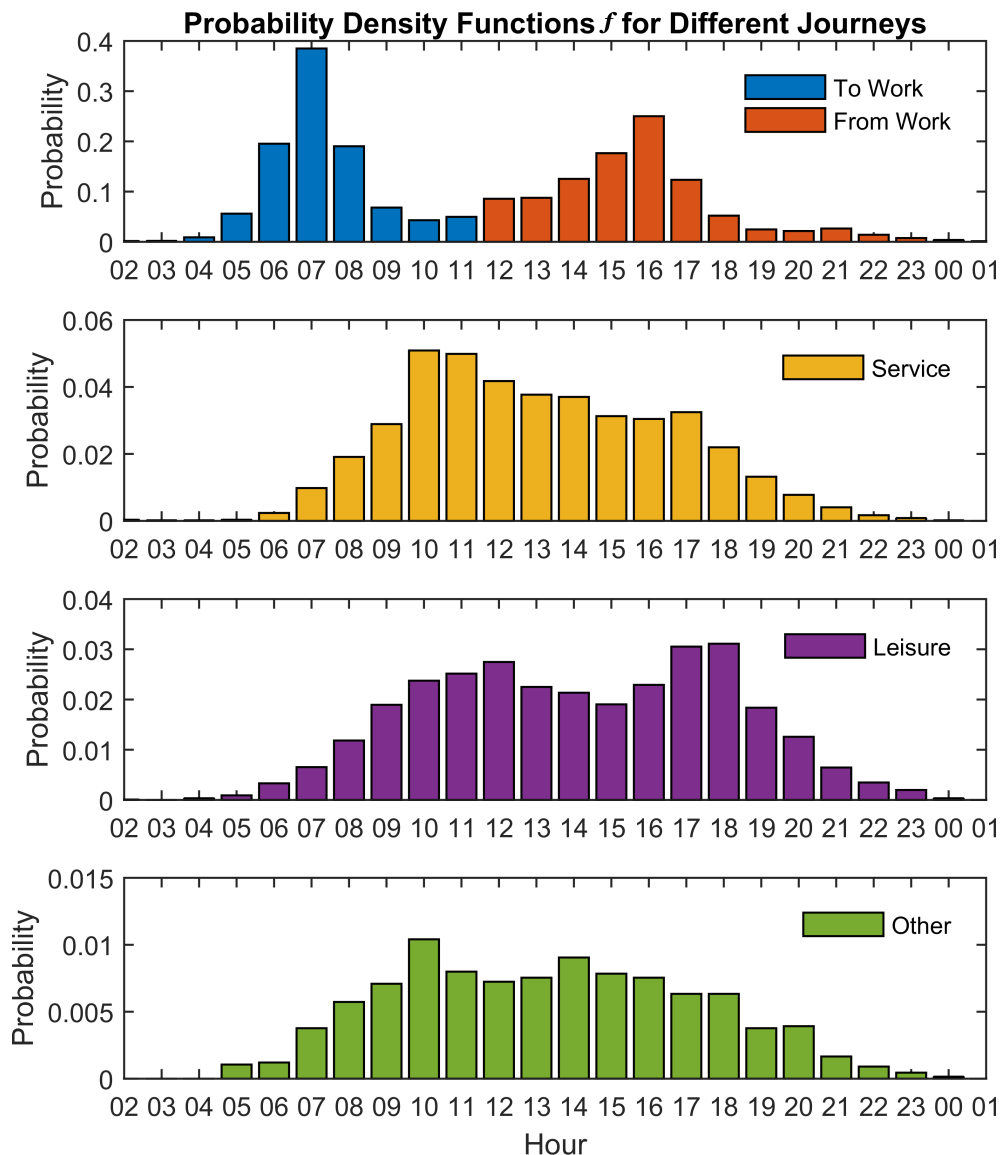 Probability Density Functions f for Different Journeys
0.4
0.3
0.2
0.1
0
Probability
To Work
From Work
02 03 04 05 06 07 08 09 10 11 12 13 14 15 16 17 18 19 20 21 22 23 00 01
0.06
0.04
0.02
0
Probability
Service
02 03 04 05 06 07 08 09 10 11 12 13 14 15 16 17 18 19 20 21 22 23 00 01
0.04
0.03
0.02
0.01
0
Probability
Leisure
02 03 04 05 06 07 08 09 10 11 12 13 14 15 16 17 18 19 20 21 22 23 00 01
0.015
0.01
0.005
0
Probability
Other
02 03 04 05 06 07 08 09 10 11 12 13 14 15 16 17 18 19 20 21 22 23 00 01
Hour